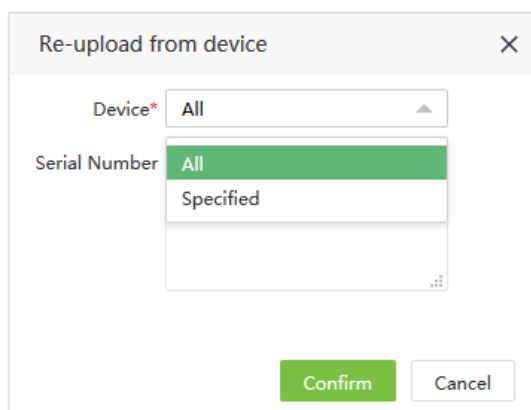 Re-upload from device
Device* All
Serial Number
All
Specified
Confirm Cancel